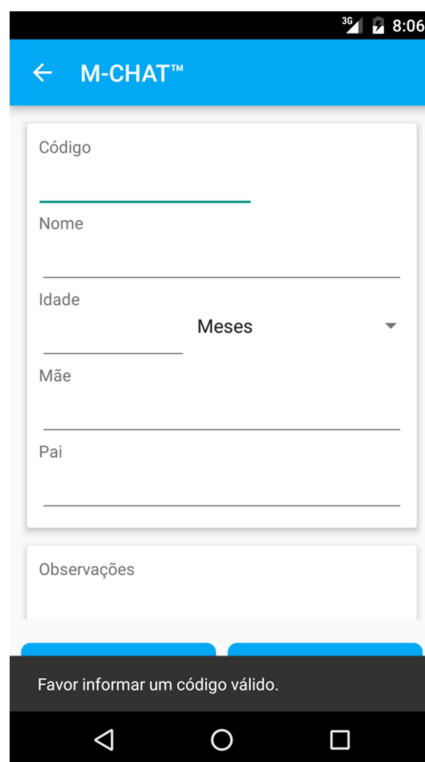 3G 8:06
M-CHAT™
Código
Nome
Idade
Meses
Mãe
Pai
Observações
Favor informar um código válido.